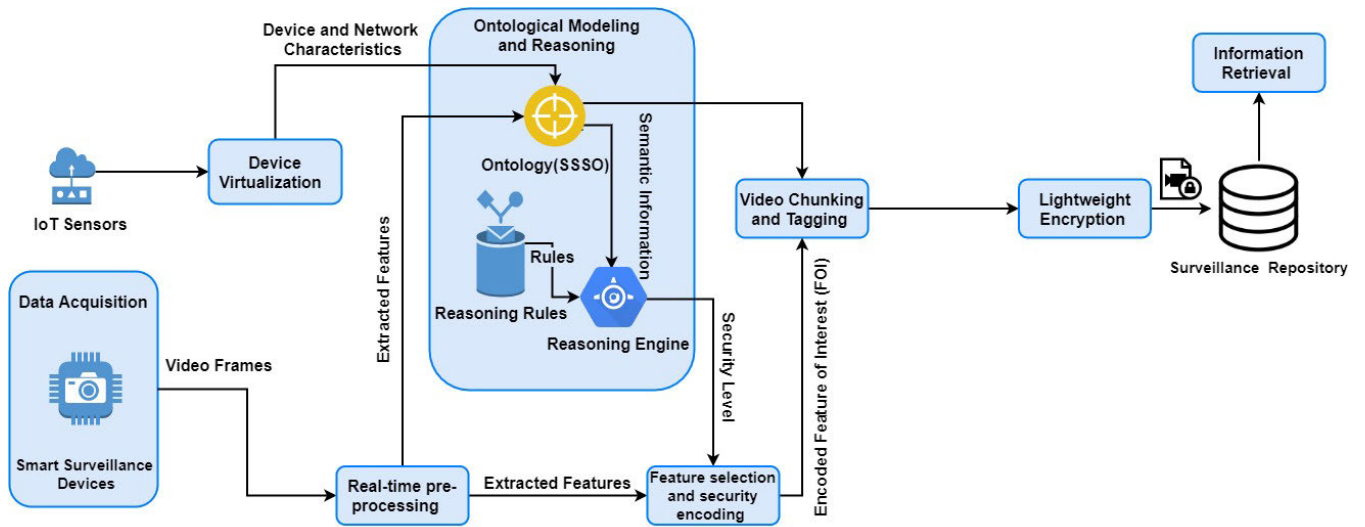 Device and Network
Characteristics
Ontological Modeling
and Reasoning
Information
Retrieval
Device
Virtualization
IoT Sensors
Ontology(SSSO)
Semantic Information
Extracted Features
Rules
Reasoning Rules
Reasoning Engine
Video Chunking
and Tagging
Lightweight
Encryption
Surveillance Repository
Data Acquisition
Smart Surveillance
Devices
Video Frames
Security Level
Encoded Feature of Interest (FOI)
Real-time pre-
processing
Extracted Features
Feature selection
and security
encoding